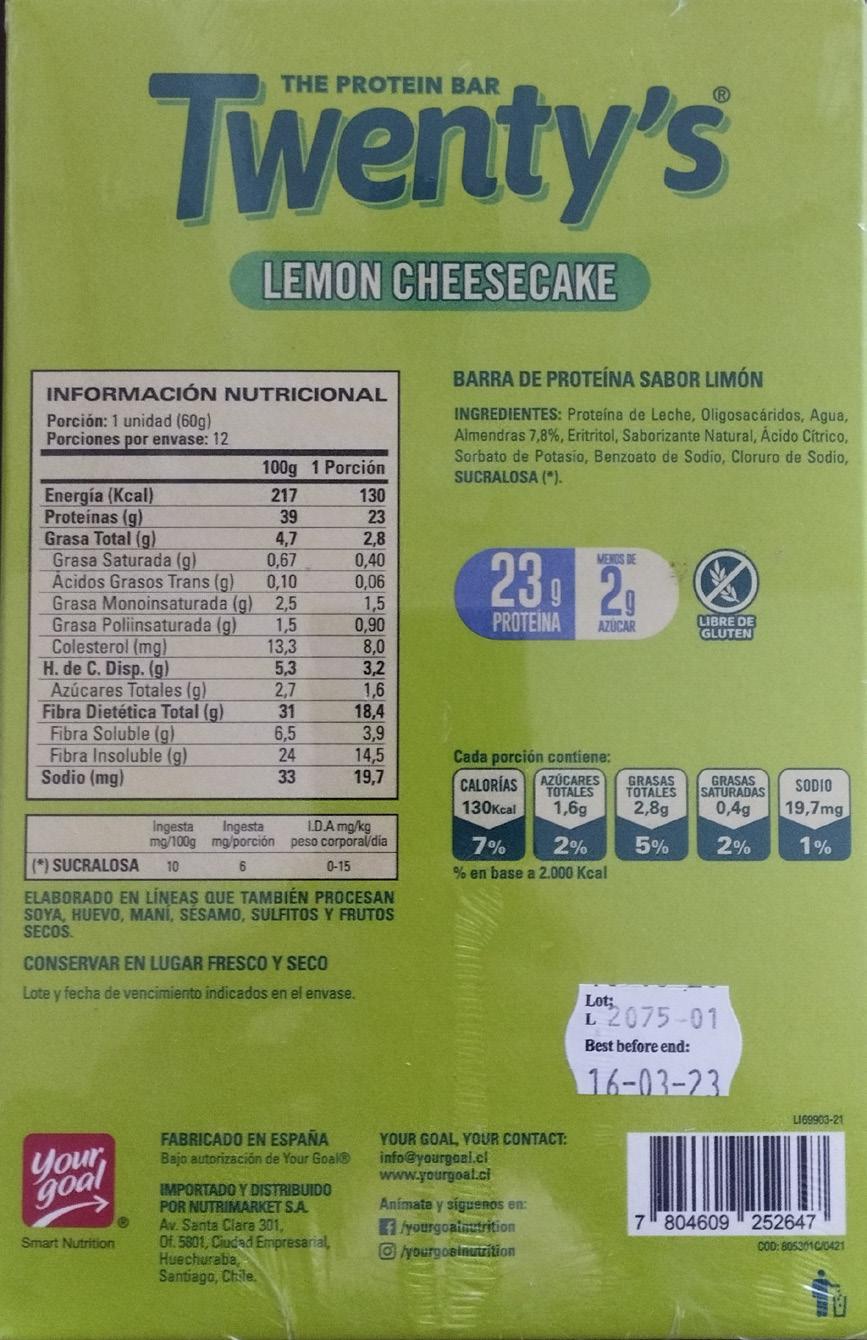 THE PROTEIN BAR
Twenty's®
LEMON CHEESECAKE
INFORMACIÓN NUTRICIONAL
Porción: 1 unidad (60g)
Porciones por envase: 12
100g 1 Porción
Energía (Kcal) 217 130
Proteínas (g) 39 23
Grasa Total (g) 4,7 2,8
Grasa Saturada (g) 0,67 0,40
Ácidos Grasos Trans (g) 0,10 0,06
Grasa Monoinsaturada (g) 2,5 1,5
Grasa Poliinsaturada (g) 1,5 0,90
Colesterol (mg) 13,3 8,0
H. de C. Disp. (g) 5,3 3,2
Azúcares Totales (g) 2,7 1,6
Fibra Dietética Total (g) 31 18,4
Fibra Soluble (g) 6,5 3,9
Fibra Insoluble (g) 24 14,5
Sodio (mg) 33 19,7
Ingesta Ingesta I.D.A mg/kg
mg/100g mg/porción peso corporal/día
(*) SUCRALOSA 10 6 0-15
ELABORADO EN LÍNEAS QUE TAMBIÉN PROCESAN
SOYA, HUEVO, MANÍ, SÉSAMO, SULFITOS Y FRUTOS
SECOS.
CONSERVAR EN LUGAR FRESCO Y SECO
Lote y fecha de vencimiento indicados en el envase.
BARRA DE PROTEÍNA SABOR LIMÓN
INGREDIENTES: Proteína de Leche, Oligosacáridos, Agua,
Almendras 7,8%, Eritritol, Saborizante Natural, Ácido Cítrico,
Sorbato de Potasio, Benzoato de Sodio, Cloruro de Sodio,
SUCRALOSA (*).
23g
PROTEÍNA
MENOS DE
2g
AZÚCAR
LIBRE DE
GLUTEN
Cada porción contiene:
CALORÍAS
130Kcal
7%
AZÚCARES
TOTALES
1,6g
2%
GRASAS
TOTALES
2,8g
5%
GRASAS
SATURADAS
0,4g
2%
SODIO
19,7mg
1%
% en base a 2.000 Kcal
Lot;
L 2075-01
Best before end:
16-03-23
Your
goal
®
Smart Nutrition
FABRICADO EN ESPAÑA
Bajo autorización de Your Goal®
IMPORTADO Y DISTRIBUIDO
POR NUTRIMARKET S.A.
Av. Santa Clara 301,
Of. 5801, Ciudad Empresarial,
Huechuraba,
Santiago, Chile.
YOUR GOAL, YOUR CONTACT:
info@yourgoal.cl
www.yourgoal.cl
Anímate y síguenos en:
/yourgoalnutrition
/yourgoalnutrition
LI69903-21
7 804609 252647
COD: 805301C/0421